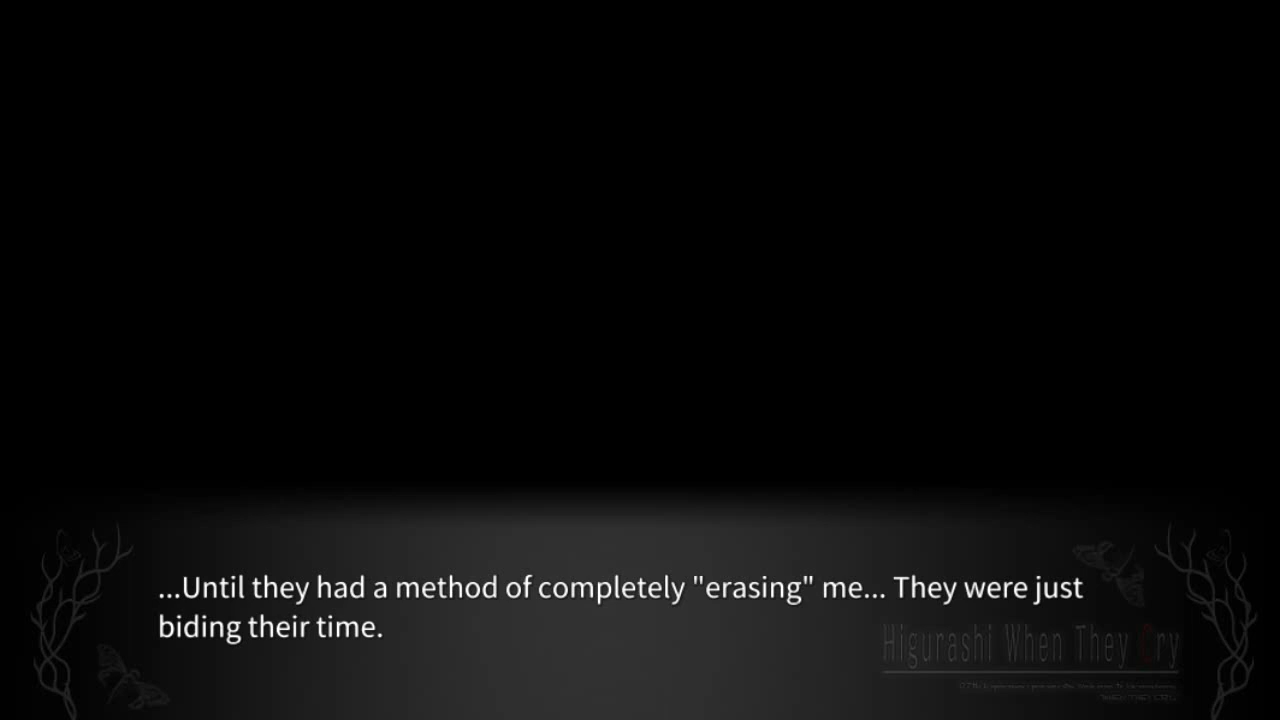 ...Until they had a method of completely "erasing" me... They were just
biding their time.
Higurashi When They Cry